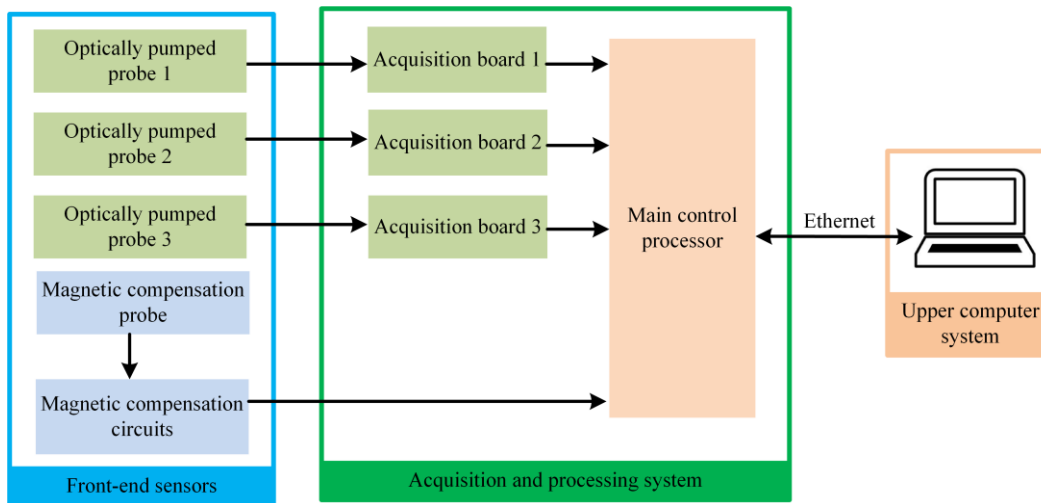 Optically pumped
probe 1
Optically pumped
probe 2
Optically pumped
probe 3
Magnetic compensation
probe
Magnetic compensation
circuits
Front-end sensors
Acquisition board 1
Acquisition board 2
Acquisition board 3
Main control
processor
Acquisition and processing system
Ethernet
Upper computer
system